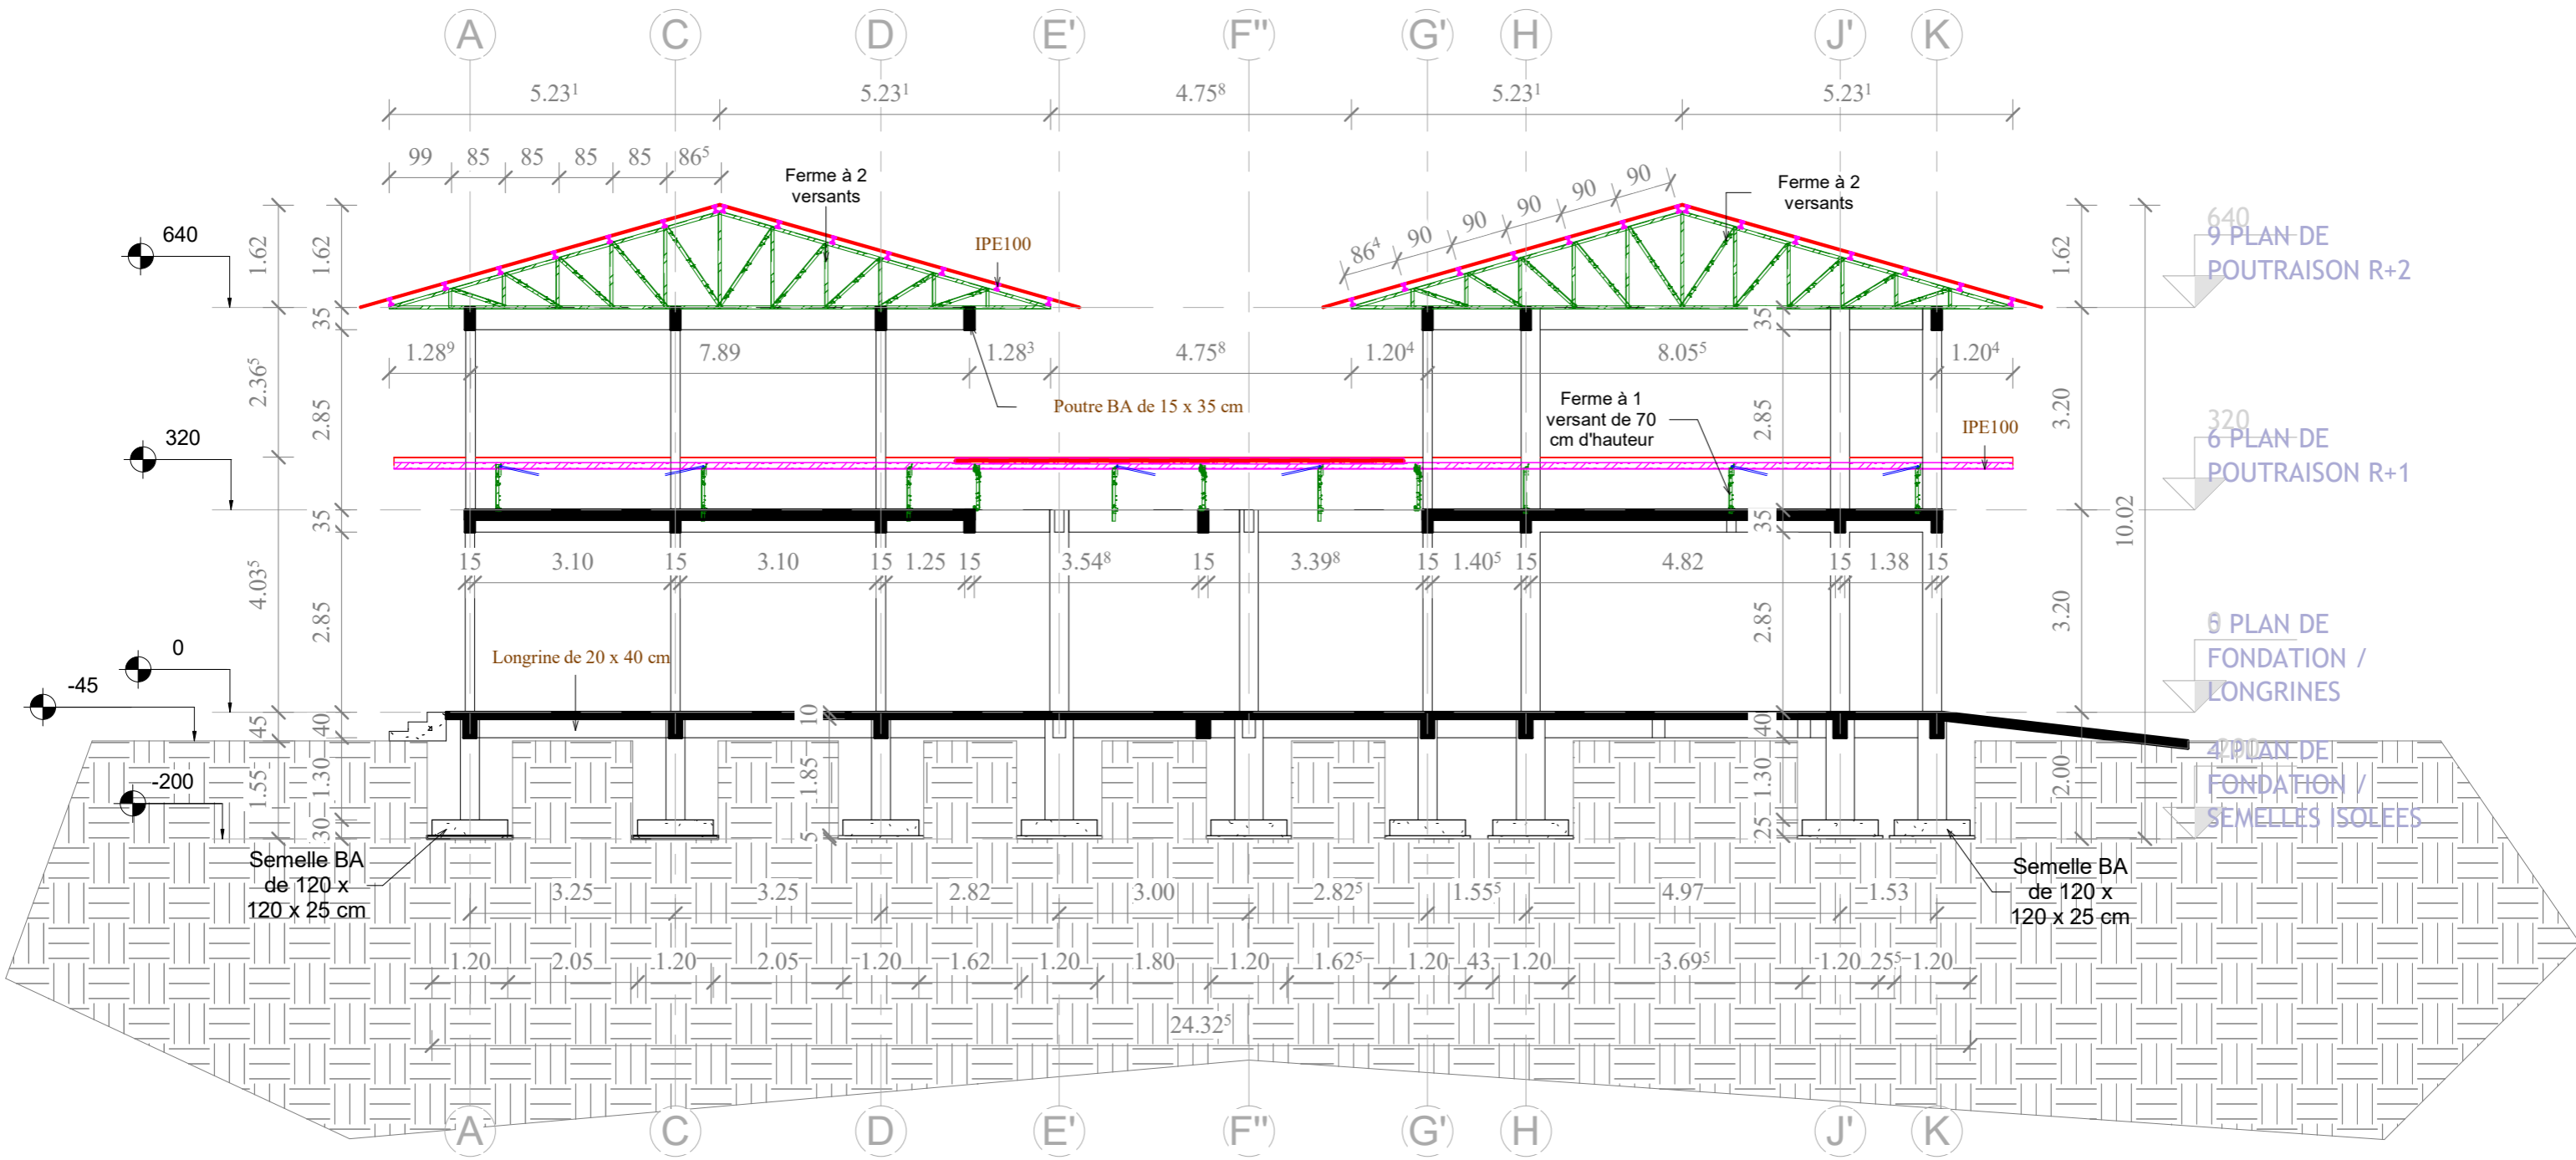 A C D E' F" G' H J' K
5.23¹ 5.23¹ 4.75⁸ 5.23¹ 5.23¹
99 85 85 85 85 86⁵
86⁴ 90 90 90 90 90
Ferme à 2
versants
Ferme à 2
versants
IPE100
640
1.62 1.62 1.62
640
9 PLAN DE
POUTRAISON R+2
35 35
1.28⁹ 7.89 1.28³ 4.75⁸ 1.20⁴ 8.05⁵ 1.20⁴
2.36⁵ 2.85 2.85 3.20
Poutre BA de 15 x 35 cm
Ferme à 1
versant de 70
cm d'hauteur
IPE100
320
320
6 PLAN DE
POUTRAISON R+1
10.02
35 35
15 3.10 15 3.10 15 1.25 15 3.54⁸ 15 3.39⁸ 15 1.40⁵ 15 4.82 15 1.38 15
4.03⁵ 2.85 2.85 3.20
Longrine de 20 x 40 cm
0
-45
0
5 PLAN DE
FONDATION /
LONGRINES
45 40 10 40
-200
1.55 1.30 1.85 1.30 2.00
30 5 25
4 PLAN DE
FONDATION /
SEMELLES ISOLEES
Semelle BA
de 120 x
120 x 25 cm
Semelle BA
de 120 x
120 x 25 cm
3.25 3.25 2.82 3.00 2.82⁵ 1.55⁵ 4.97 1.53
1.20 2.05 1.20 2.05 1.20 1.62 1.20 1.80 1.20 1.62⁵ 1.20 43 1.20 3.69⁵ 1.20 25⁵ 1.20
24.32⁵
A C D E' F" G' H J' K